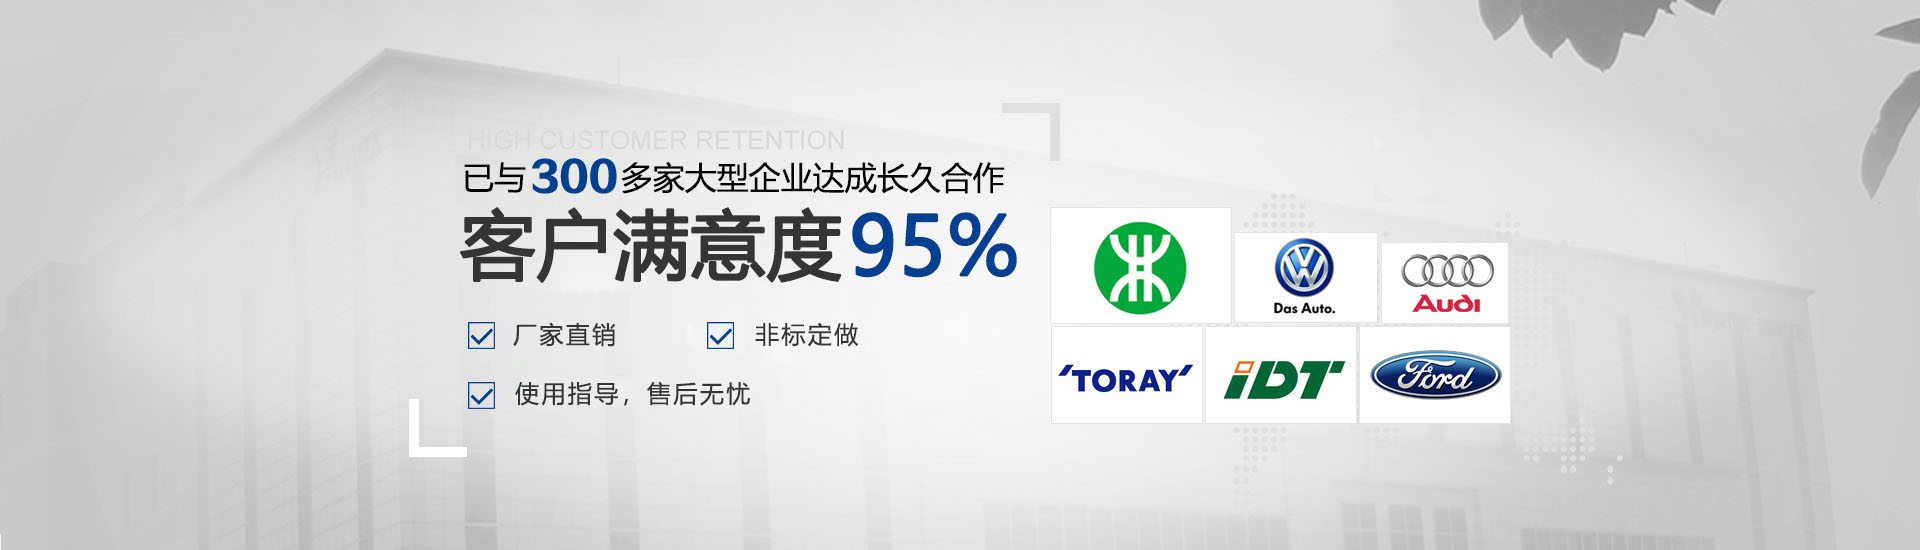 HIGH CUSTOMER RETENTION
已与300多家大型企业达成长久合作
客户满意度95%
厂家直销
非标定做
使用指导，售后无忧
Das Auto.
Audi
'TORAY'
iDT
Ford